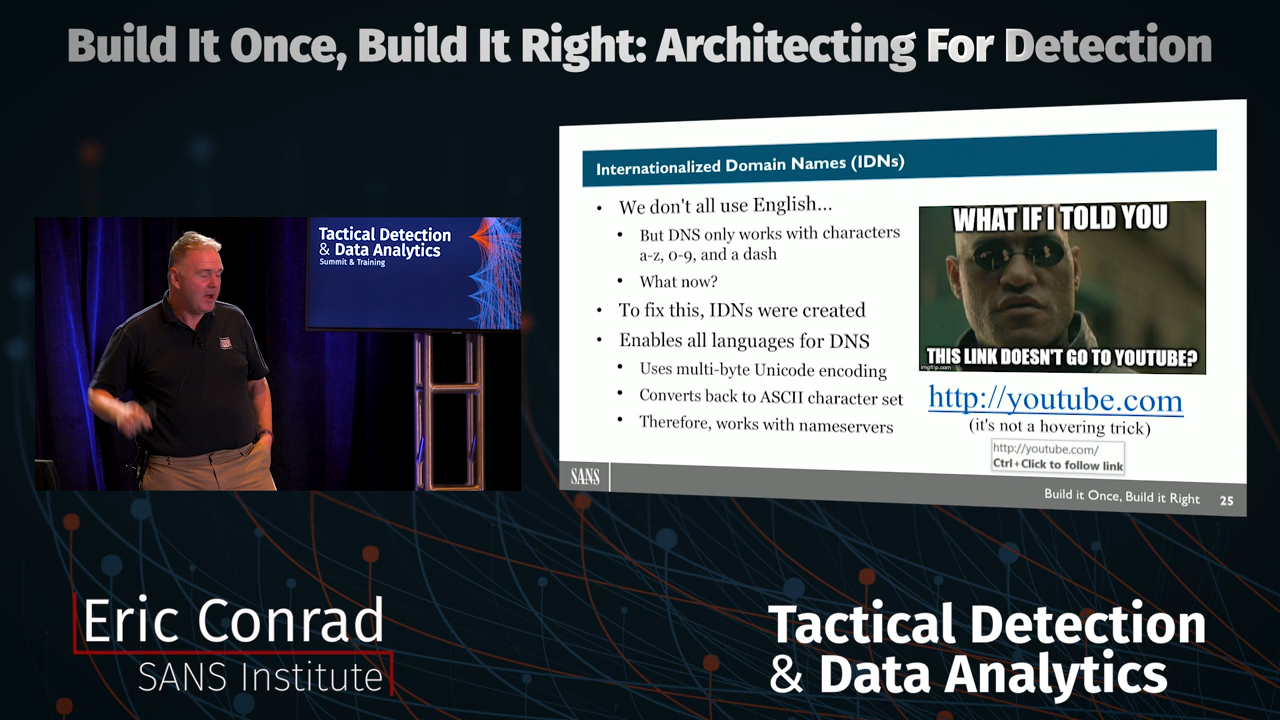 Build It Once, Build It Right: Architecting For Detection
Tactical Detection
& Data Analytics
Summit & Training
Internationalized Domain Names (IDNs)
• We don't all use English...
• But DNS only works with characters
a-z, 0-9, and a dash
• What now?
• To fix this, IDNs were created
• Enables all languages for DNS
• Uses multi-byte Unicode encoding
• Converts back to ASCII character set
• Therefore, works with nameservers
WHAT IF I TOLD YOU
THIS LINK DOESN'T GO TO YOUTUBE?
imgflip.com
http://youtube.com
(it's not a hovering trick)
http://youtube.com/
Ctrl+Click to follow link
SANS
Build it Once, Build it Right 25
Eric Conrad
SANS Institute
Tactical Detection
& Data Analytics